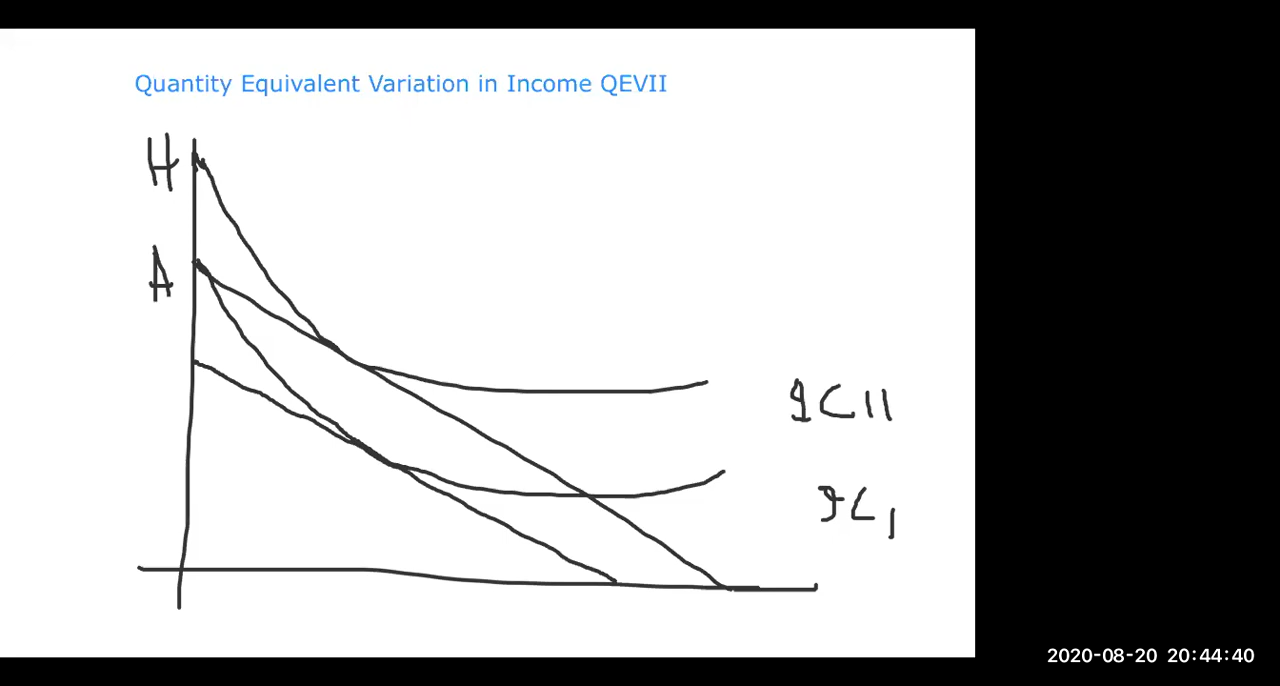 Quantity Equivalent Variation in Income QEVII
H
A
IC II
IC I
2020-08-20 20:44:40